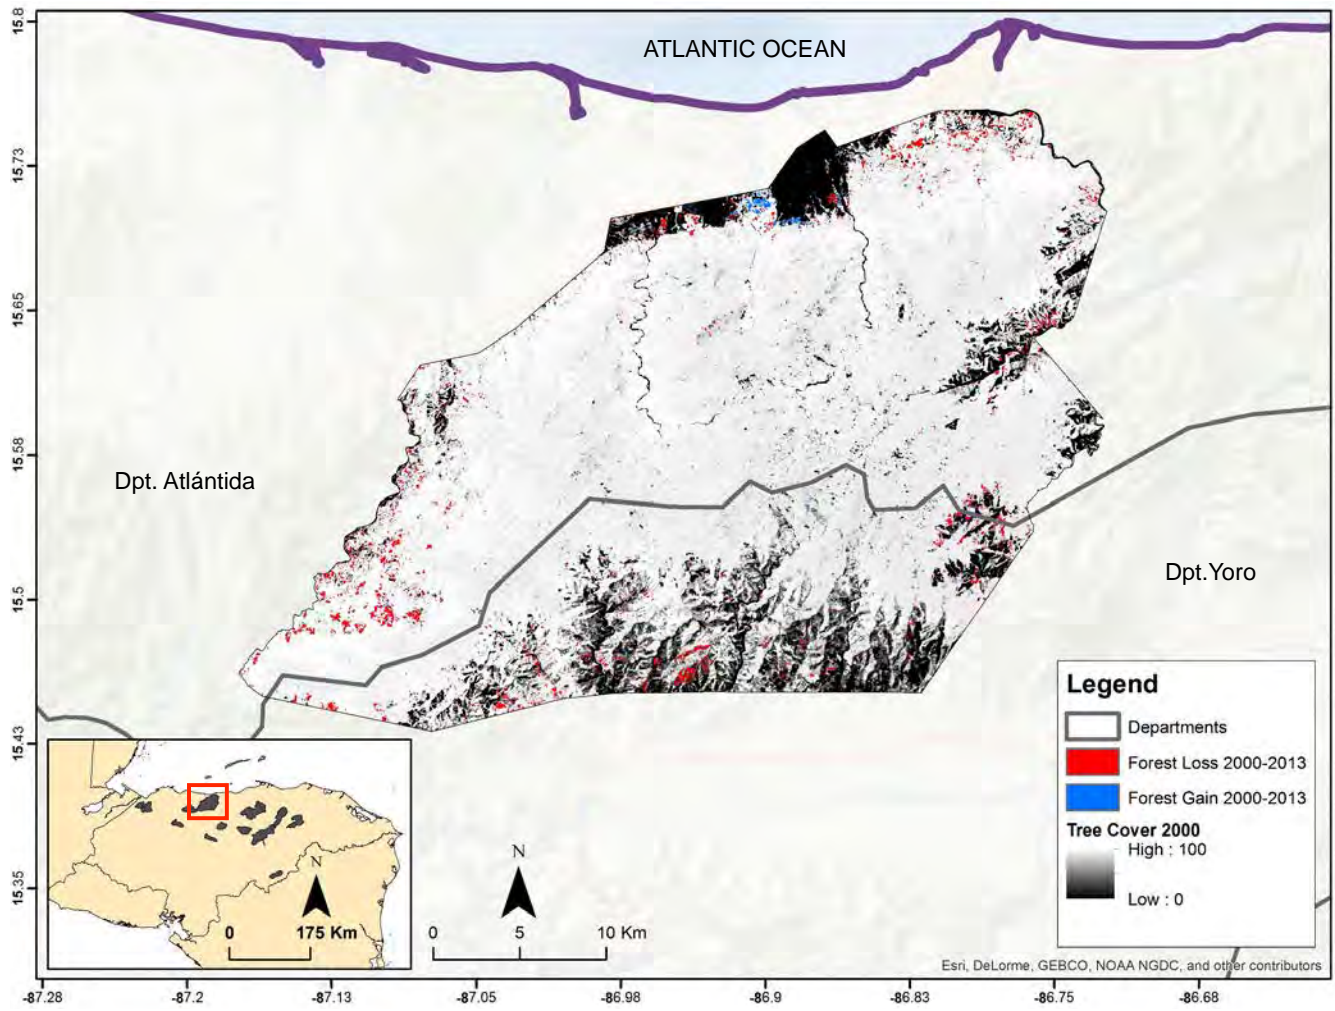 ATLANTIC OCEAN
15.8
15.73
15.65
15.58
15.5
15.43
15.35
Dpt. Atlántida
Dpt.Yoro
Legend
Departments
Forest Loss 2000-2013
Forest Gain 2000-2013
Tree Cover 2000
High : 100
Low : 0
N
0
175 Km
N
0
5
10 Km
Esri, DeLorme, GEBCO, NOAA NGDC, and other contributors
-87.28
-87.2
-87.13
-87.05
-86.98
-86.9
-86.83
-86.75
-86.68